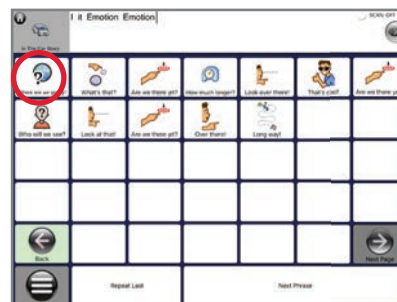 I it Emotion Emotion
SCAN: OFF
In The Car Story
Where are we going?
What's that?
Are we there yet?
How much longer?
Look over there!
That's cool!
Are we there
Who will we see?
Look at that!
Are we there yet?
Over there!
Long way!
Back
Next Page
Repeat Last
Next Phrase